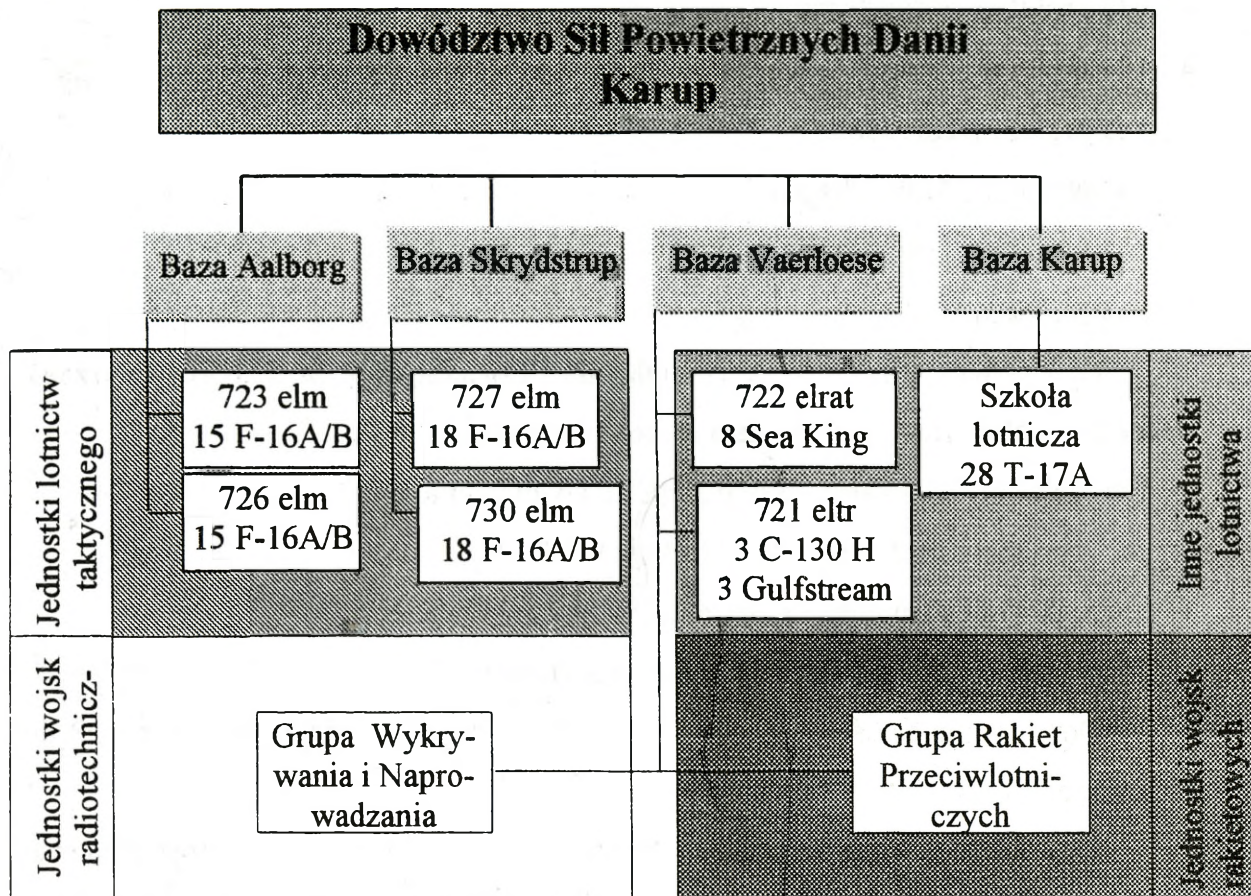 Dowództwo Sił Powietrznych Danii
Karup
Baza Aalborg
Baza Skrydstrup
Baza Vaerloese
Baza Karup
Jednostki lotnictw
taktycznego
723 elm
15 F-16A/B
726 elm
15 F-16A/B
727 elm
18 F-16A/B
730 elm
18 F-16A/B
722 elrat
8 Sea King
721 eltr
3 C-130 H
3 Gulfstream
Szkoła
lotnicza
28 T-17A
Inne jednostki
lotnictwa
Jednostki wojsk
radiotechnicz-
Grupa Wykry-
wania i Napro-
wadzania
Grupa Rakiet
Przeciwlotni-
czych
Jednostki wojsk
rakietowych